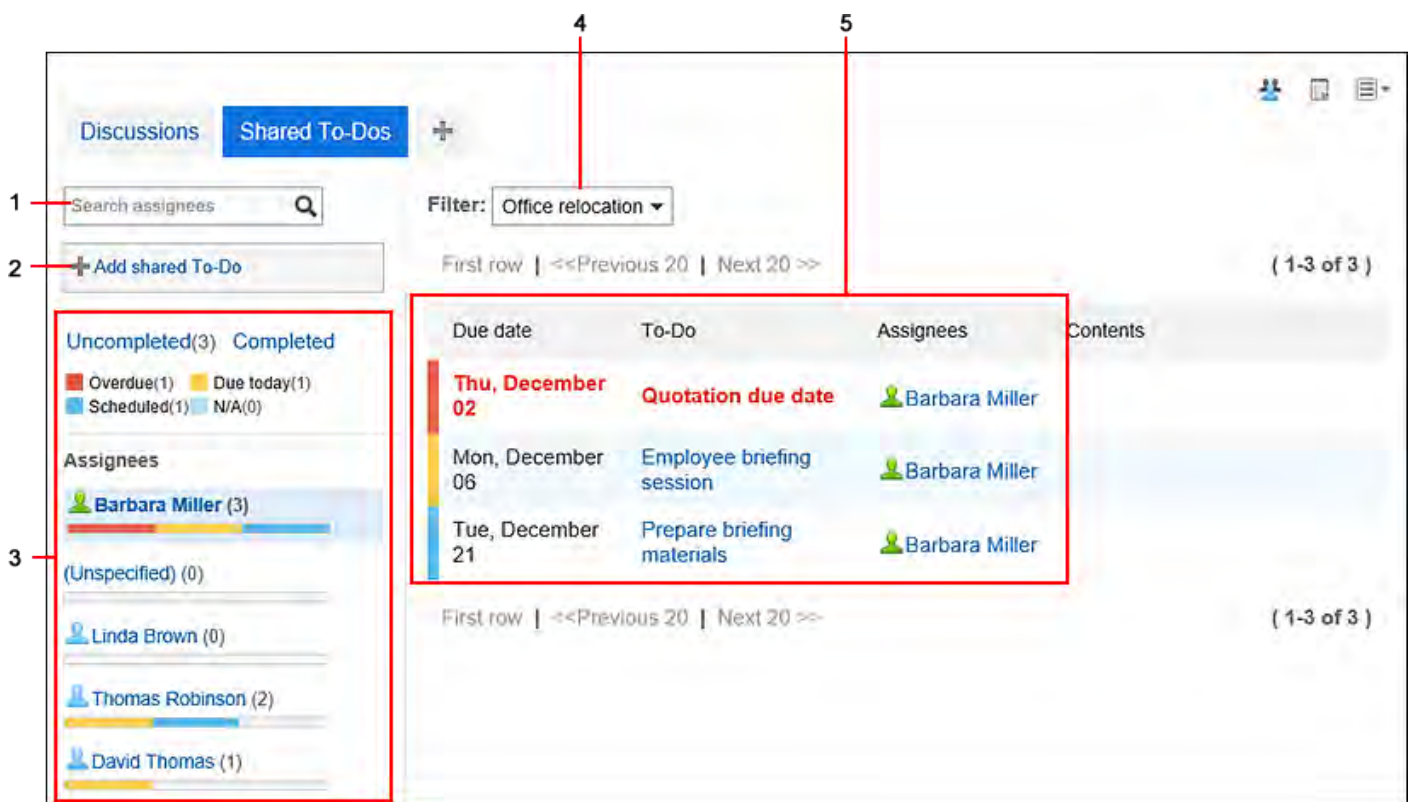 4 5
Discussions Shared To-Dos
1 Search assignees Filter: Office relocation
2 Add shared To-Do First row | <<Previous 20 | Next 20 >> ( 1-3 of 3 )
Uncompleted(3) Completed
Due date To-Do Assignees Contents
Overdue(1) Due today(1)
Scheduled(1) N/A(0)
Thu, December
02 Quotation due date Barbara Miller
Assignees
Mon, December Employee briefing
06 session Barbara Miller
Barbara Miller (3)
Tue, December Prepare briefing
21 materials Barbara Miller
3
(Unspecified) (0)
First row | <<Previous 20 | Next 20 >> ( 1-3 of 3 )
Linda Brown (0)
Thomas Robinson (2)
David Thomas (1)